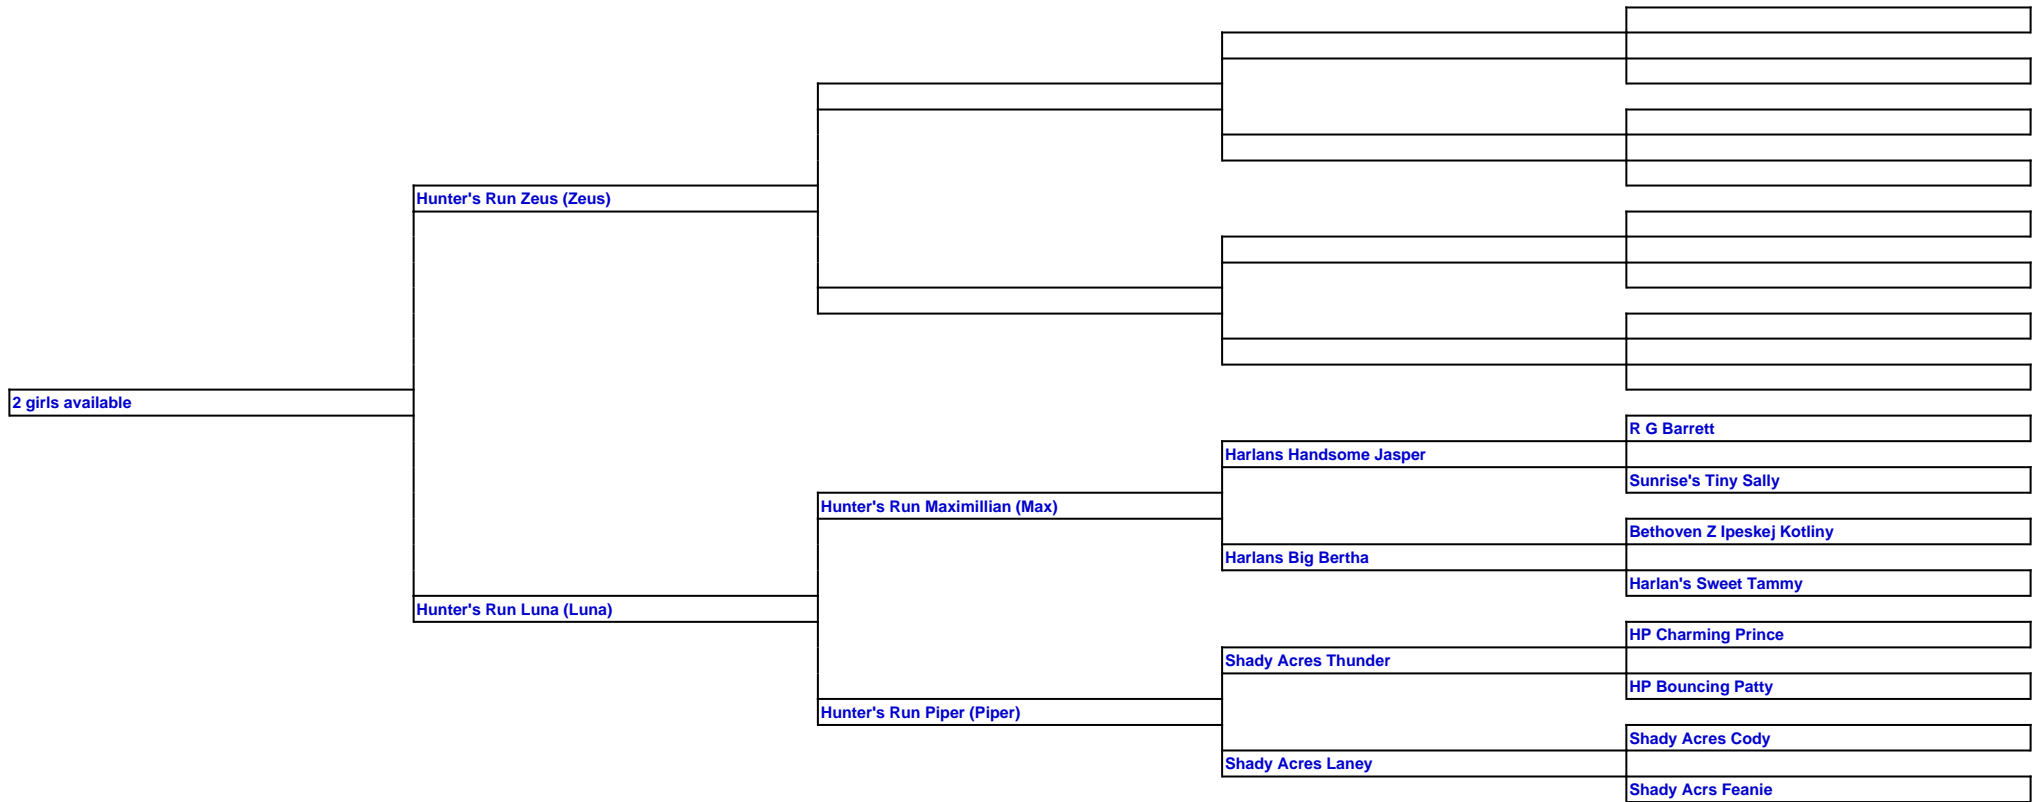 Hunter's Run Zeus (Zeus)
2 girls available
R G Barrett
Harlans Handsome Jasper
Sunrise's Tiny Sally
Hunter's Run Maximillian (Max)
Bethoven Z Ipeskej Kotliny
Harlans Big Bertha
Harlan's Sweet Tammy
Hunter's Run Luna (Luna)
HP Charming Prince
Shady Acres Thunder
HP Bouncing Patty
Hunter's Run Piper (Piper)
Shady Acres Cody
Shady Acres Laney
Shady Acrs Feanie